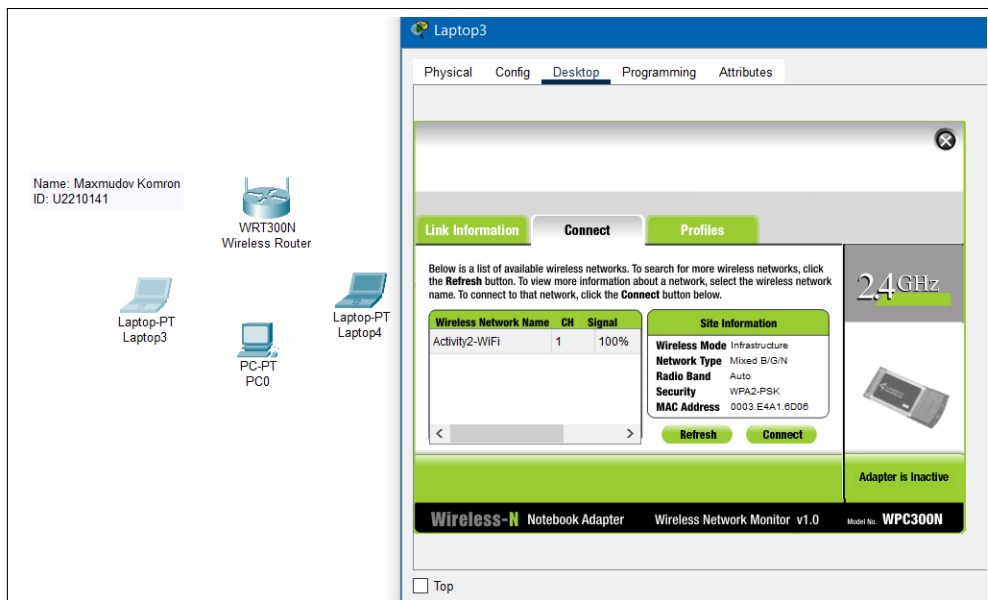 Laptop3
Physical Config Desktop Programming Attributes
Name: Maxmudov Komron
ID: U2210141
WRT300N
Wireless Router
Laptop-PT
Laptop3
Laptop-PT
Laptop4
PC-PT
PC0
Link Information Connect Profiles
Below is a list of available wireless networks. To search for more wireless networks, click
the Refresh button. To view more information about a network, select the wireless network
name. To connect to that network, click the Connect button below.
2.4GHz
Wireless Network Name CH Signal
Activity2-WiFi 1 100%
Site Information
Wireless Mode Infrastructure
Network Type Mixed B/G/N
Radio Band Auto
Security WPA2-PSK
MAC Address 0003.E4A1.6D06
Refresh Connect
Adapter is Inactive
Wireless-N Notebook Adapter Wireless Network Monitor v1.0 Model No. WPC300N
Top